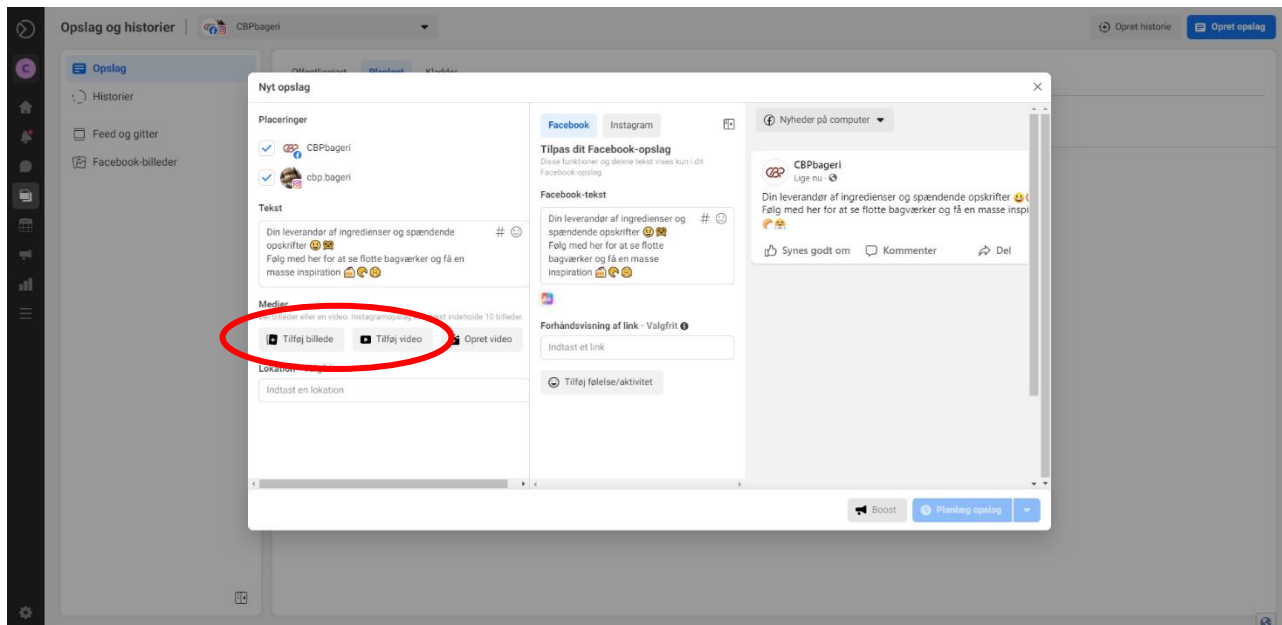 Opslag og historier
CBPbageri
Opret historie
Opret opslag
C
Opslag
Historier
Feed og gitter
Facebook-billeder
Offentliggjort
Planlagt
Kladder
Nyt opslag
Placeringer
CBPbageri
cbp.bageri
Tekst
Din leverandør af ingredienser og spændende
opskrifter 😃
Følg med her for at se flotte bagværker og få en
masse inspiration 🍰🥐
#
Medier
Tilføj billede
Tilføj video
Opret video
Lokation
Indtast en lokation
Facebook
Instagram
Tilpas dit Facebook-opslag
Disse funktioner og denne tekst vises kun i dit
Facebook-opslag.
Facebook-tekst
Din leverandør af ingredienser og
spændende opskrifter 😃
Følg med her for at se flotte
bagværker og få en masse
inspiration 🍰🥐
#
Forhåndsvisning af link · Valgfrit
Indtast et link
Tilføj følelse/aktivitet
Nyheder på computer
CBP
CBPbageri
Lige nu ·
Din leverandør af ingredienser og spændende opskrifter 😃
Følg med her for at se flotte bagværker og få en masse inspi
🥐🤗
Synes godt om
Kommenter
Del
Boost
Planlæg opslag